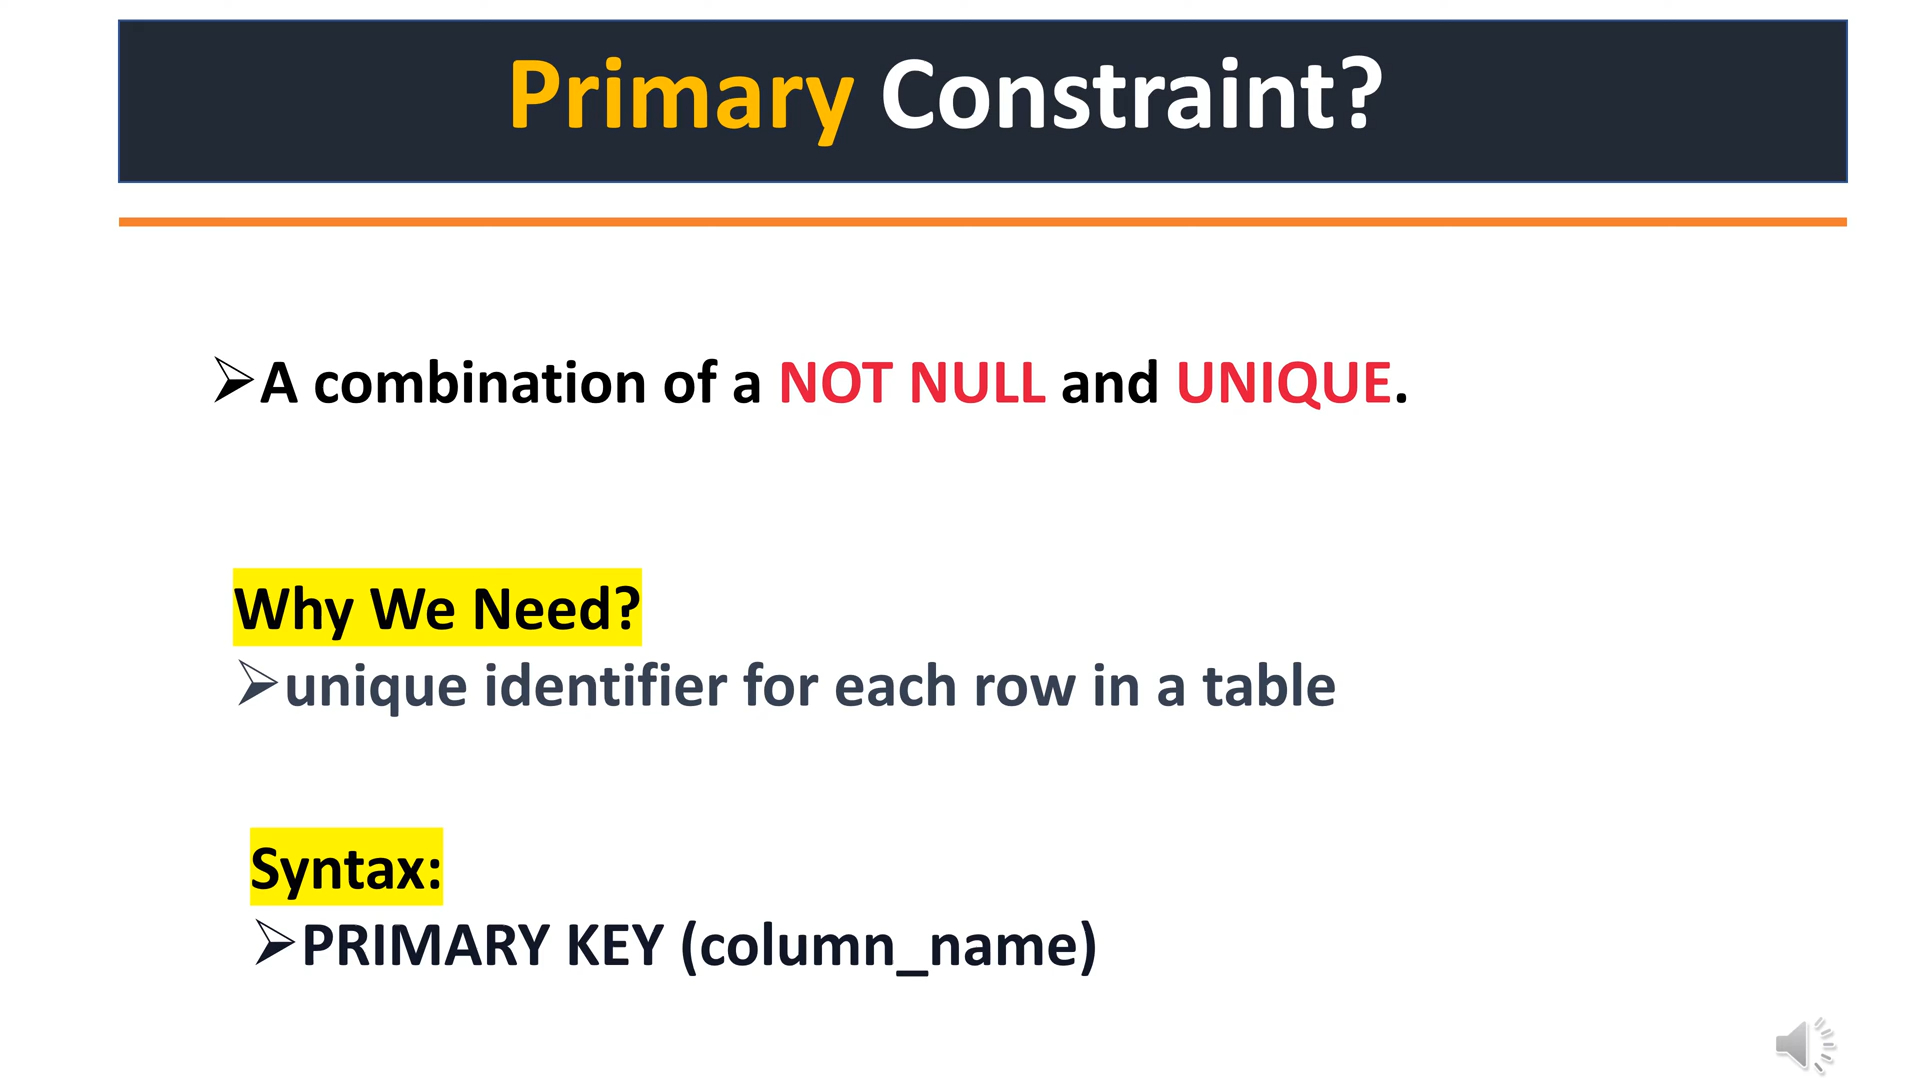 Primary Constraint?
➢A combination of a NOT NULL and UNIQUE.
Why We Need?
➢unique identifier for each row in a table
Syntax:
➢PRIMARY KEY (column_name)